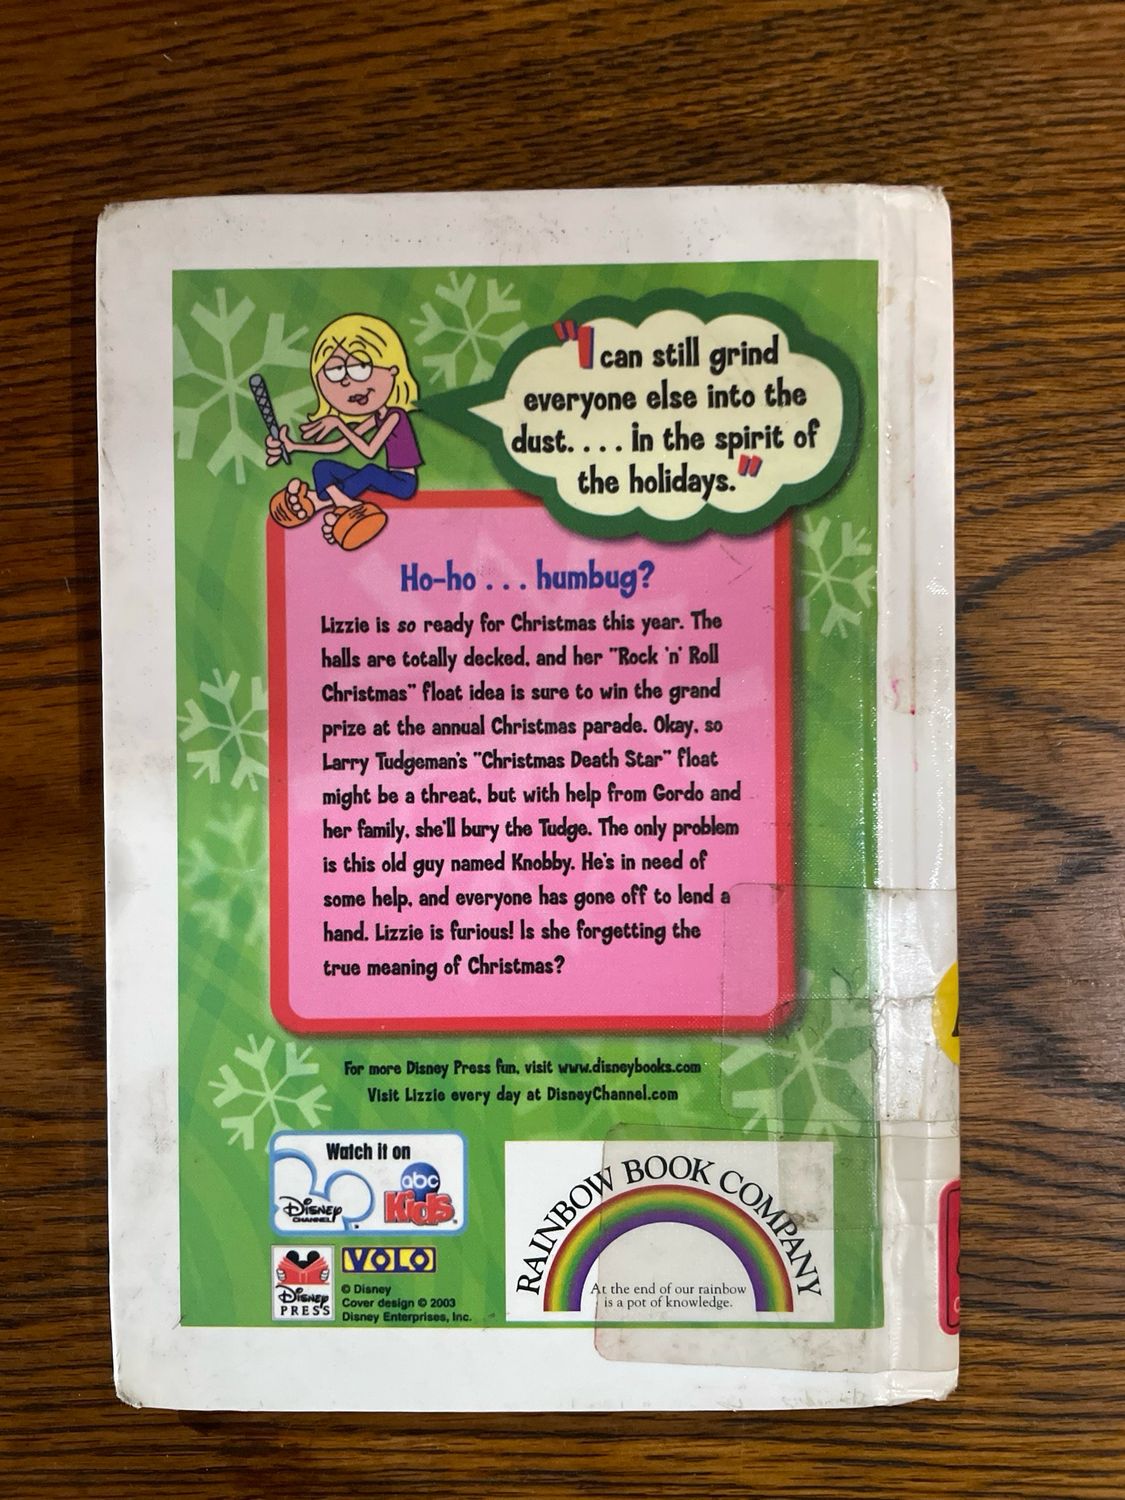 "I can still grind
everyone else into the
dust. . . . in the spirit of
the holidays."
Ho-ho . . . humbug?
Lizzie is so ready for Christmas this year. The
halls are totally decked, and her "Rock 'n' Roll
Christmas" float idea is sure to win the grand
prize at the annual Christmas parade. Okay, so
Larry Tudgeman's "Christmas Death Star" float
might be a threat, but with help from Gordo and
her family, she'll bury the Tudge. The only problem
is this old guy named Knobby. He's in need of
some help, and everyone has gone off to lend a
hand. Lizzie is furious! Is she forgetting the
true meaning of Christmas?
For more Disney Press fun, visit www.disneybooks.com
Visit Lizzie every day at DisneyChannel.com
Watch it on
Disney
CHANNEL
abc
Kids
Disney
PRESS
VOLO
© Disney
Cover design © 2003
Disney Enterprises, Inc.
RAINBOW BOOK COMPANY
At the end of our rainbow
is a pot of knowledge.